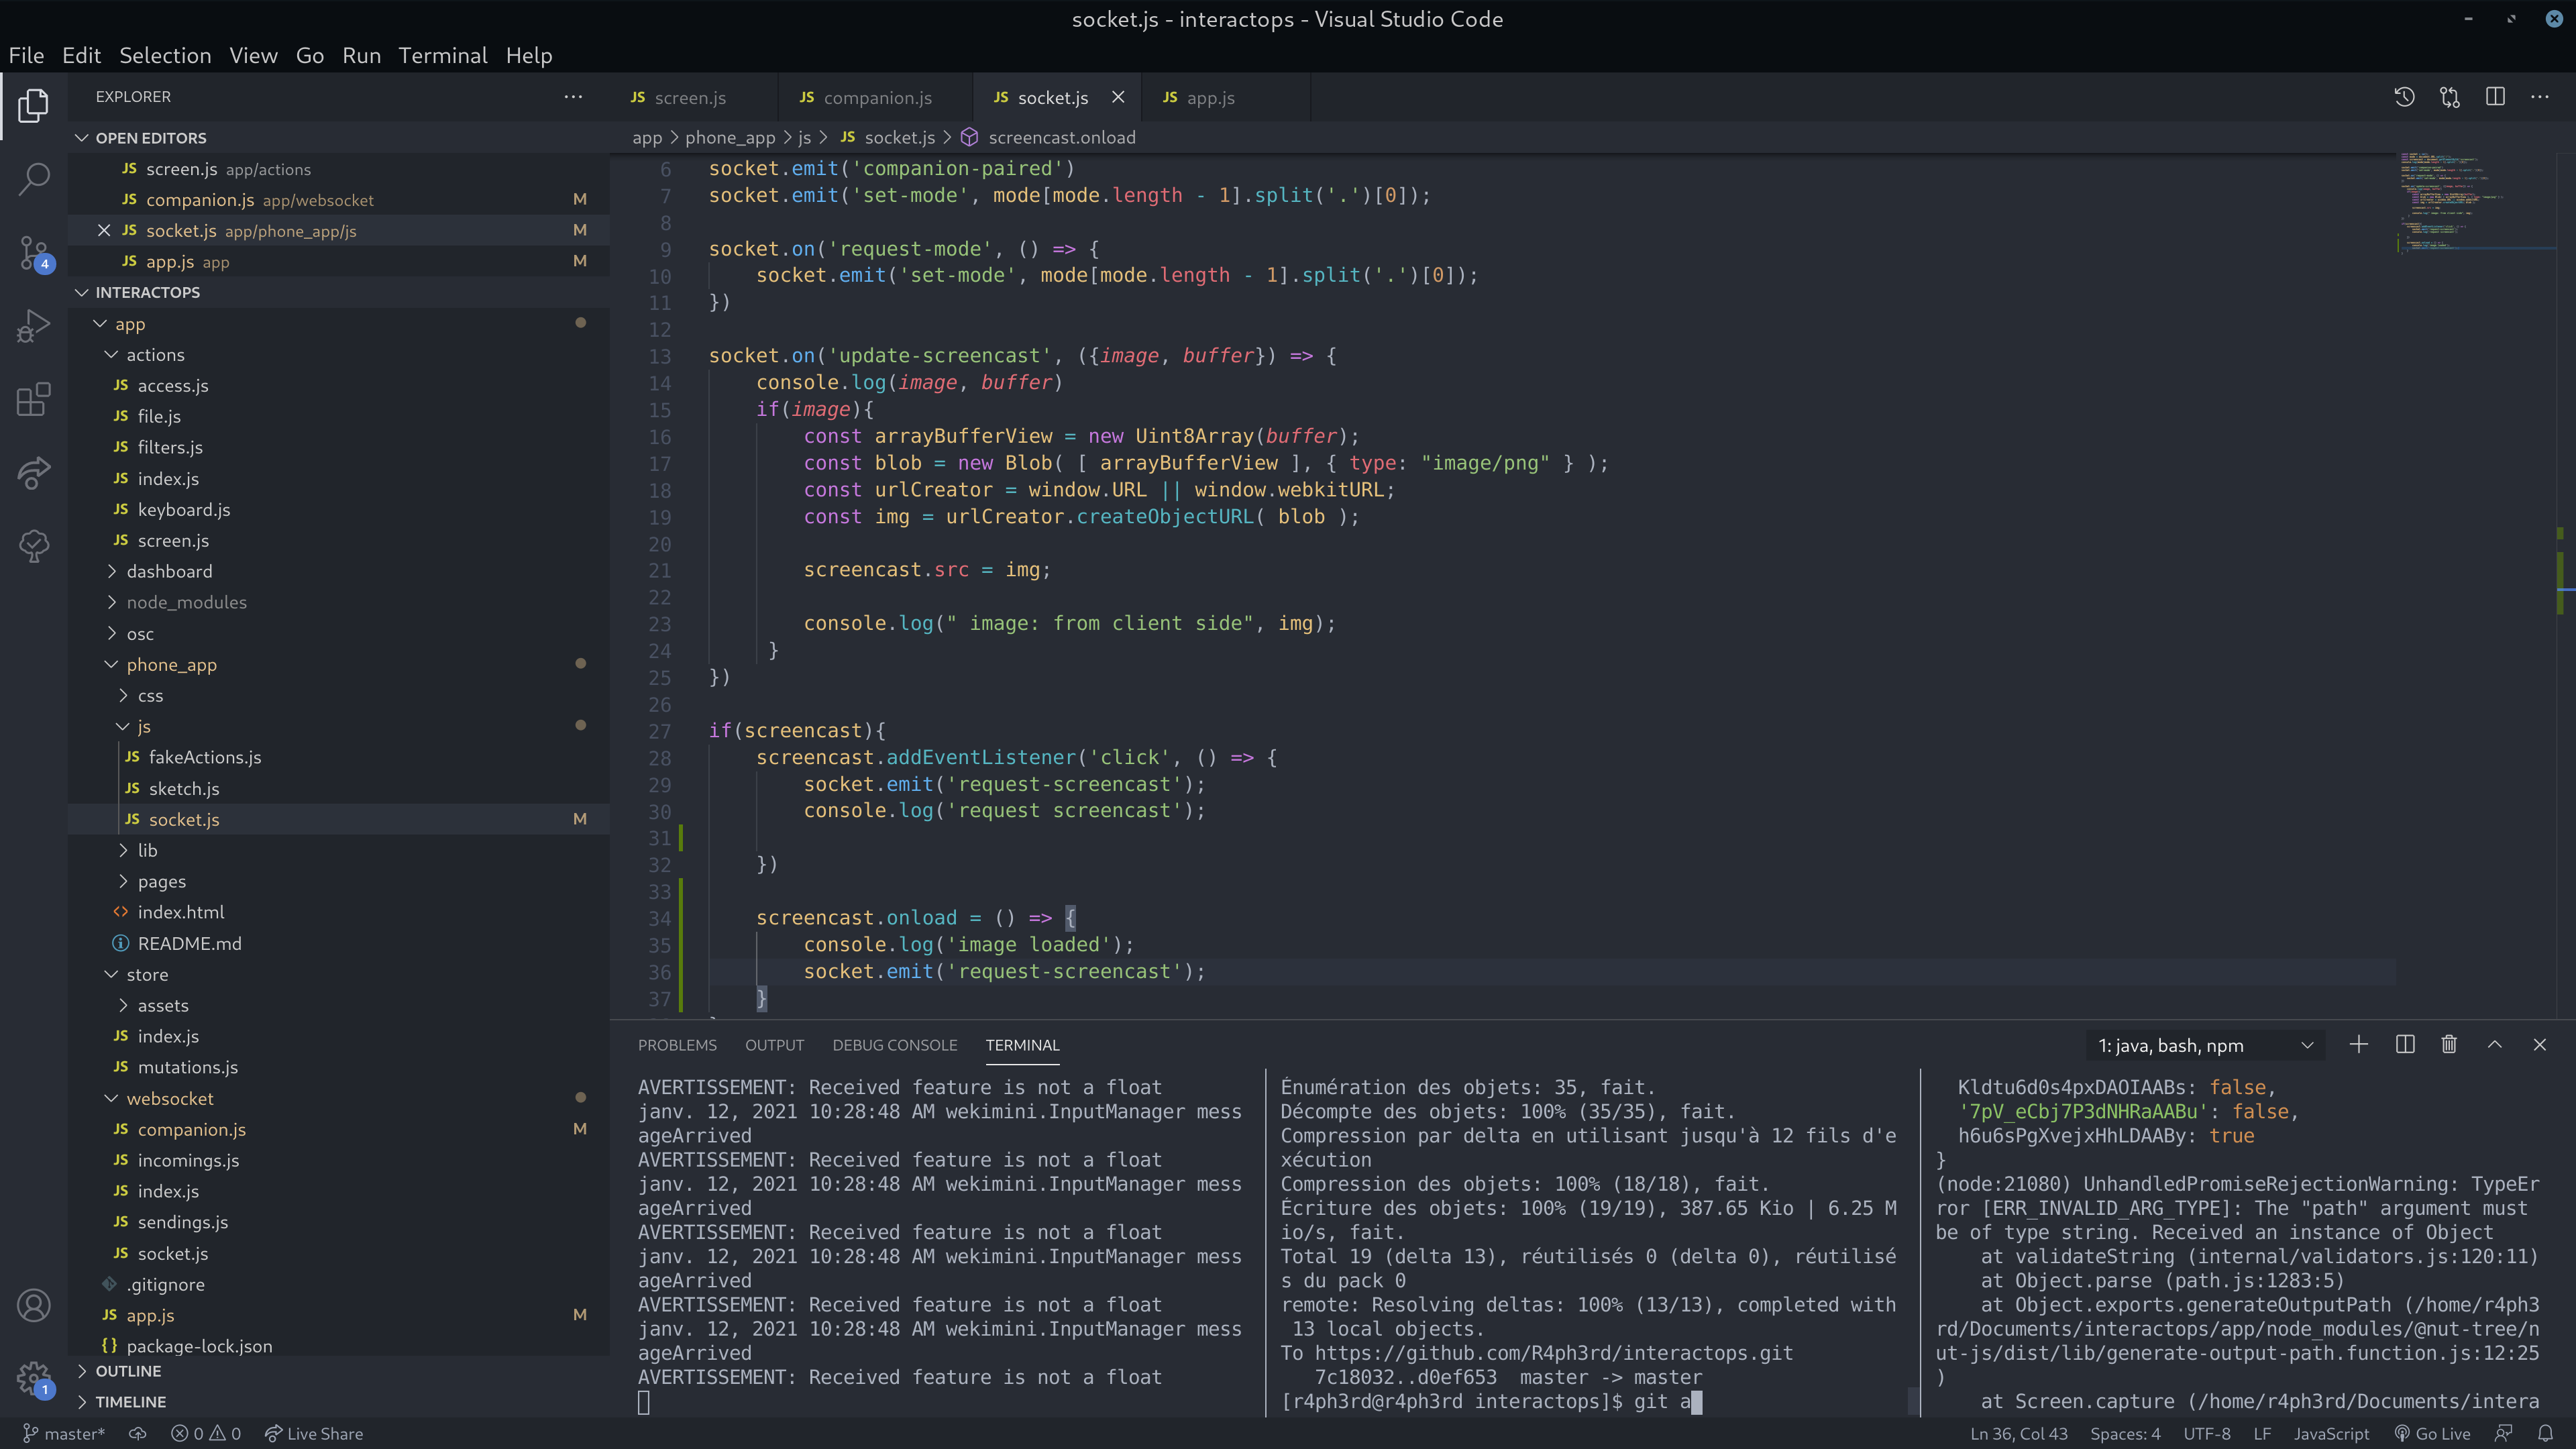 socket.js - interactops - Visual Studio Code
File Edit Selection View Go Run Terminal Help
EXPLORER
OPEN EDITORS
JS screen.js app/actions
JS companion.js app/websocket M
JS socket.js app/phone_app/js M
JS app.js app M
INTERACTOPS
app
actions
JS access.js
JS file.js
JS filters.js
JS index.js
JS keyboard.js
JS screen.js
dashboard
node_modules
osc
phone_app
css
js
JS fakeActions.js
JS sketch.js
JS socket.js M
lib
pages
index.html
README.md
store
assets
JS index.js
JS mutations.js
websocket
JS companion.js M
JS incomings.js
JS index.js
JS sendings.js
JS socket.js
.gitignore
JS app.js M
{} package-lock.json
OUTLINE
TIMELINE
4
1
JS screen.js JS companion.js JS socket.js JS app.js
app > phone_app > js > JS socket.js > screencast.onload
6 socket.emit('companion-paired')
7 socket.emit('set-mode', mode[mode.length - 1].split('.')[0]);
8
9 socket.on('request-mode', () => {
10 socket.emit('set-mode', mode[mode.length - 1].split('.')[0]);
11 })
12
13 socket.on('update-screencast', ({image, buffer}) => {
14 console.log(image, buffer)
15 if(image){
16 const arrayBufferView = new Uint8Array(buffer);
17 const blob = new Blob( [ arrayBufferView ], { type: "image/png" } );
18 const urlCreator = window.URL || window.webkitURL;
19 const img = urlCreator.createObjectURL( blob );
20
21 screencast.src = img;
22
23 console.log(" image: from client side", img);
24 }
25 })
26
27 if(screencast){
28 screencast.addEventListener('click', () => {
29 socket.emit('request-screencast');
30 console.log('request screencast');
31
32 })
33
34 screencast.onload = () => {
35 console.log('image loaded');
36 socket.emit('request-screencast');
37 }
PROBLEMS OUTPUT DEBUG CONSOLE TERMINAL
1: java, bash, npm
AVERTISSEMENT: Received feature is not a float
janv. 12, 2021 10:28:48 AM wekimini.InputManager mess
ageArrived
AVERTISSEMENT: Received feature is not a float
janv. 12, 2021 10:28:48 AM wekimini.InputManager mess
ageArrived
AVERTISSEMENT: Received feature is not a float
janv. 12, 2021 10:28:48 AM wekimini.InputManager mess
ageArrived
AVERTISSEMENT: Received feature is not a float
janv. 12, 2021 10:28:48 AM wekimini.InputManager mess
ageArrived
AVERTISSEMENT: Received feature is not a float
Énumération des objets: 35, fait.
Décompte des objets: 100% (35/35), fait.
Compression par delta en utilisant jusqu'à 12 fils d'e
xécution
Compression des objets: 100% (18/18), fait.
Écriture des objets: 100% (19/19), 387.65 Kio | 6.25 M
io/s, fait.
Total 19 (delta 13), réutilisés 0 (delta 0), réutilisé
s du pack 0
remote: Resolving deltas: 100% (13/13), completed with
13 local objects.
To https://github.com/R4ph3rd/interactops.git
7c18032..d0ef653 master -> master
[r4ph3rd@r4ph3rd interactops]$ git a
Kldtu6d0s4pxDAOIAABs: false,
'7pV_eCbj7P3dNHRaAABu': false,
h6u6sPgXvejxHhLDAABy: true
}
(node:21080) UnhandledPromiseRejectionWarning: TypeEr
ror [ERR_INVALID_ARG_TYPE]: The "path" argument must
be of type string. Received an instance of Object
at validateString (internal/validators.js:120:11)
at Object.parse (path.js:1283:5)
at Object.exports.generateOutputPath (/home/r4ph3
rd/Documents/interactops/app/node_modules/@nut-tree/n
ut-js/dist/lib/generate-output-path.function.js:12:25
)
at Screen.capture (/home/r4ph3rd/Documents/intera
master* 0 0 Live Share
Ln 36, Col 43 Spaces: 4 UTF-8 LF JavaScript Go Live